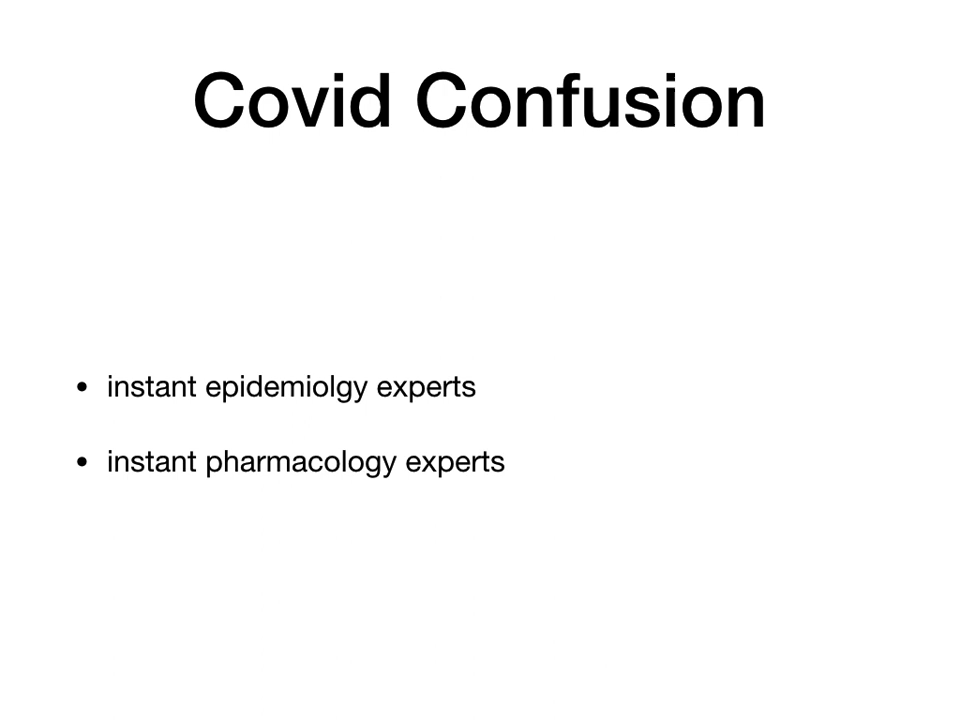 Covid Confusion
• instant epidemiolgy experts
• instant pharmacology experts